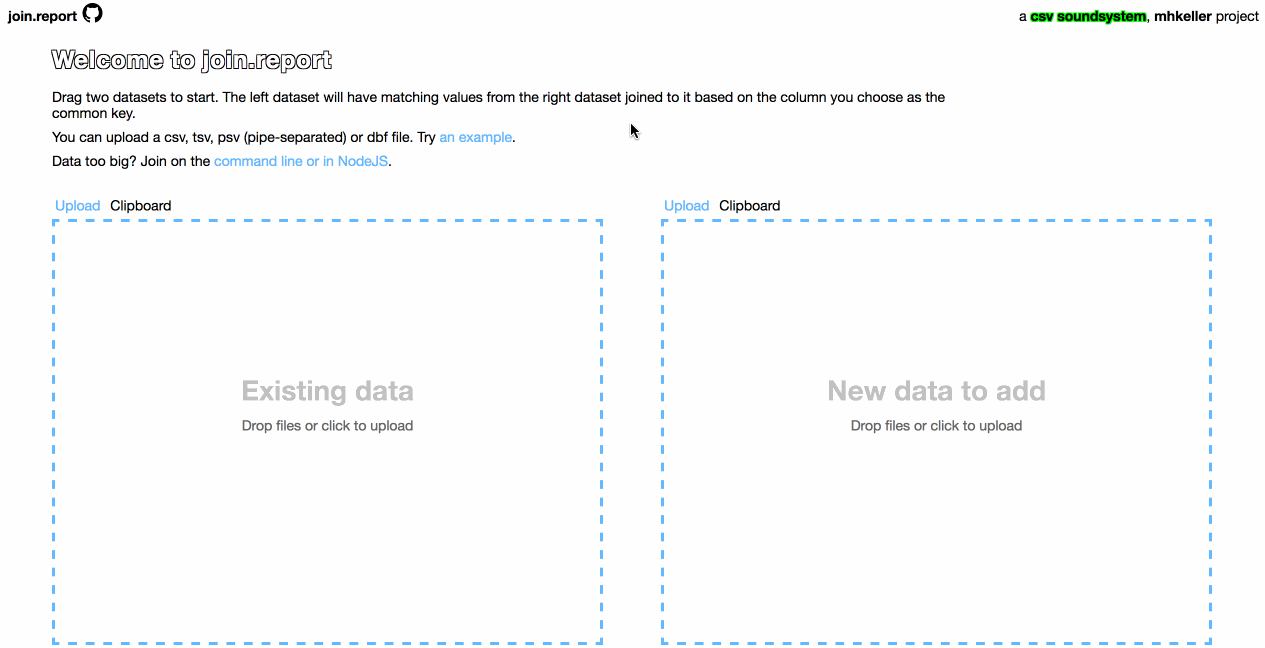 join.report
a csv soundsystem, mhkeller project
Welcome to join.report
Drag two datasets to start. The left dataset will have matching values from the right dataset joined to it based on the column you choose as the
common key.
You can upload a csv, tsv, psv (pipe-separated) or dbf file. Try an example.
Data too big? Join on the command line or in NodeJS.
Upload Clipboard
Existing data
Drop files or click to upload
Upload Clipboard
New data to add
Drop files or click to upload